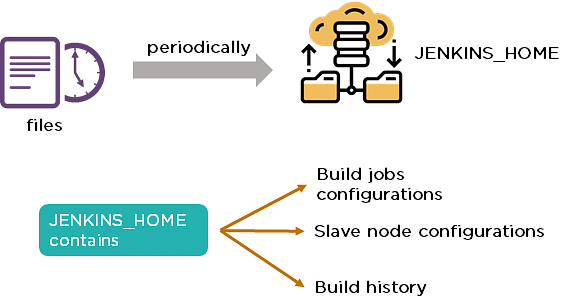 periodically
JENKINS_HOME
files
Build jobs
configurations
JENKINS_HOME
contains
Slave node configurations
Build history